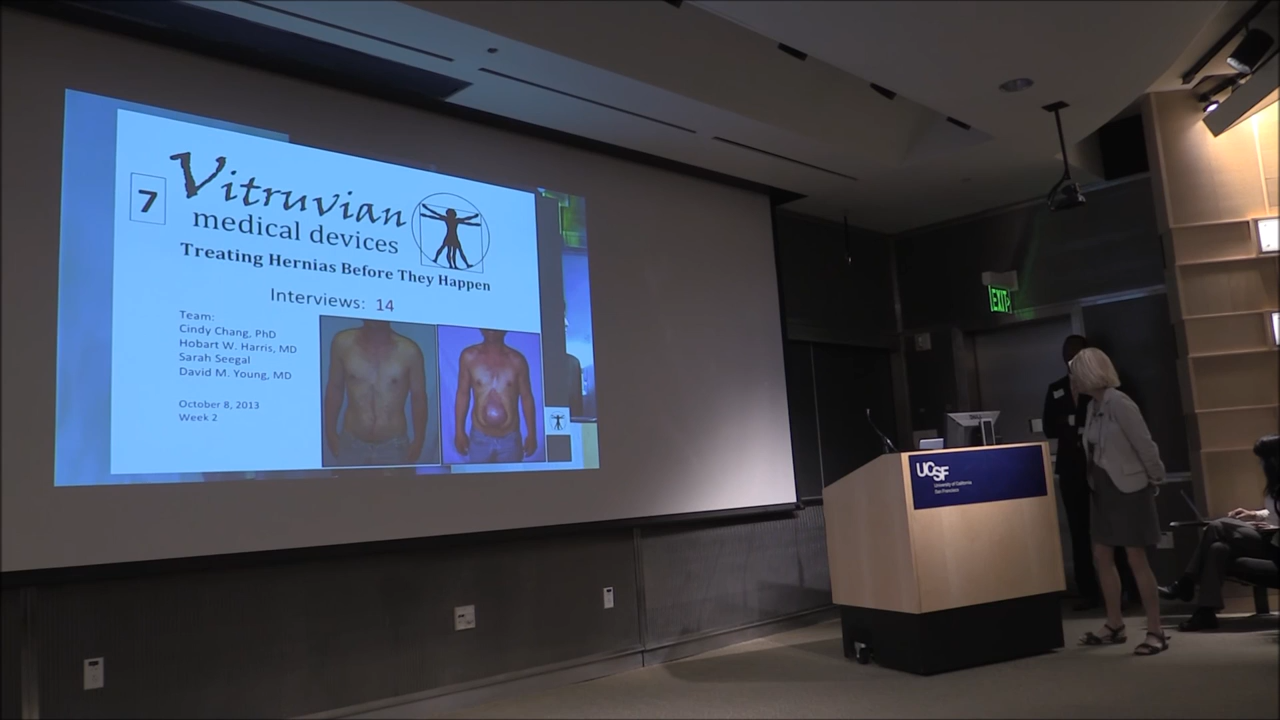 7
Vitruvian
medical devices
Treating Hernias Before They Happen
Interviews: 14
Team:
Cindy Chang, PhD
Hobart W. Harris, MD
Sarah Seegal
David M. Young, MD
October 8, 2013
Week 2
EXIT
UCSF
University of California
San Francisco